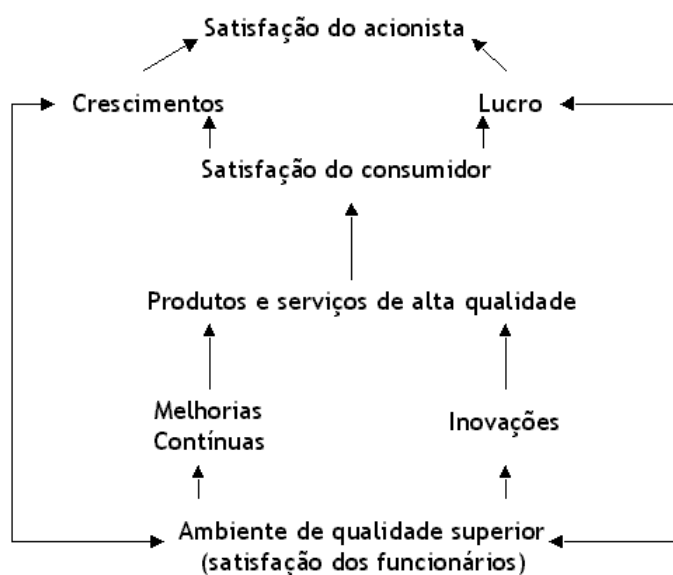 Satisfação do acionista
Crescimentos
Lucro
Satisfação do consumidor
Produtos e serviços de alta qualidade
Melhorias
Contínuas
Inovações
Ambiente de qualidade superior
(satisfação dos funcionários)